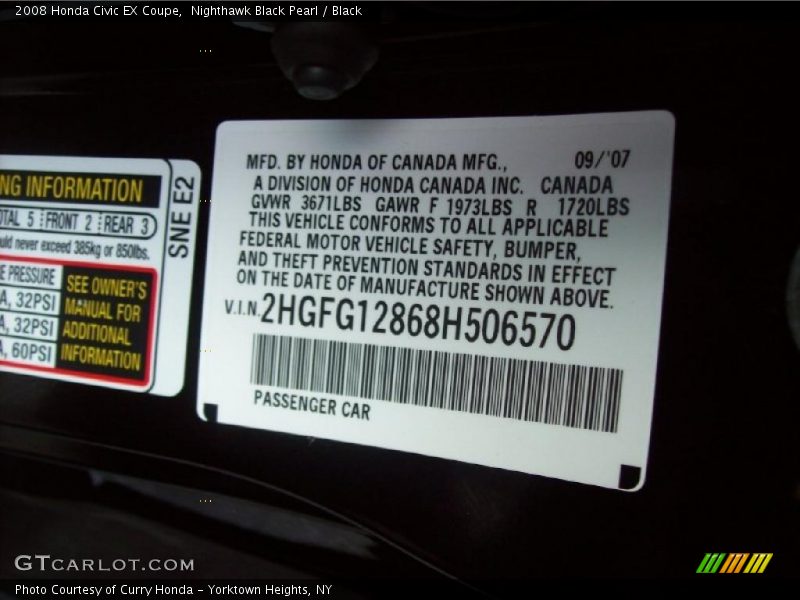 2008 Honda Civic EX Coupe,  Nighthawk Black Pearl / Black
NG INFORMATION
OTAL 5 FRONT 2 REAR 3
uld never exceed 385kg or 850lbs.
E PRESSURE
A, 32PSI
A, 32PSI
A, 60PSI
SEE OWNER'S
MANUAL FOR
ADDITIONAL
INFORMATION
SNE E2
MFD. BY HONDA OF CANADA MFG., 09/'07
A DIVISION OF HONDA CANADA INC. CANADA
GVWR 3671LBS GAWR F 1973LBS R 1720LBS
THIS VEHICLE CONFORMS TO ALL APPLICABLE
FEDERAL MOTOR VEHICLE SAFETY, BUMPER,
AND THEFT PREVENTION STANDARDS IN EFFECT
ON THE DATE OF MANUFACTURE SHOWN ABOVE.
V.I.N. 2HGFG12868H506570
PASSENGER CAR
GTCARLOT.COM
Photo Courtesy of Curry Honda - Yorktown Heights, NY